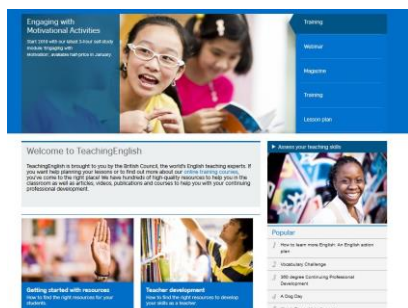 Engaging with
Motivational Activities
Start 2018 with our latest 3-hour self-study
module 'Engaging with
Motivation', available half-price in January
Training
Webinar
Magazine
Training
Lesson plan
Welcome to TeachingEnglish
TeachingEnglish is brought to you by the British Council, the world's English teaching experts. If
you want help planning your lessons or to find out more about our online training courses,
you've come to the right place! We have hundreds of high quality resources to help you in the
classroom as well as articles, videos, publications and courses to help you with your continuing
professional development.
Assess your teaching skills
Getting started with resources
How to find the right resources for your
students.
Teacher development
How to find the right resources to develop
your skills as a teacher.
Popular
How to learn more English: An English action
plan
Vocabulary Challenge
360 degree Continuing Professional
Development
A Dog Day